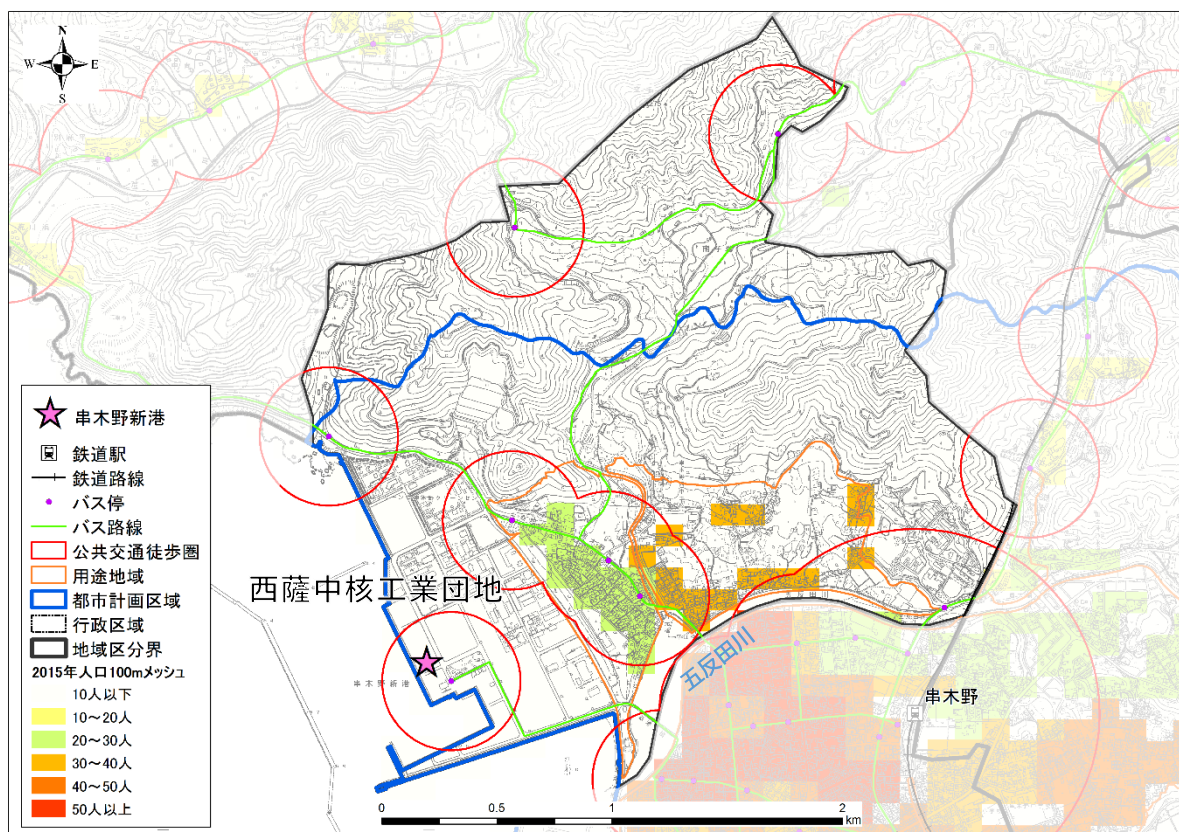 N
W
E
S
串木野新港
鉄道駅
鉄道路線
バス停
バス路線
公共交通徒歩圏
用途地域
都市計画区域
行政区域
地域区分界
2015年人口100mメッシュ
10人以下
10～20人
20～30人
30～40人
40～50人
50人以上
西薩中核工業団地
串木野新港
五反田川
五反田川
串木野
0
0.5
1
2
km